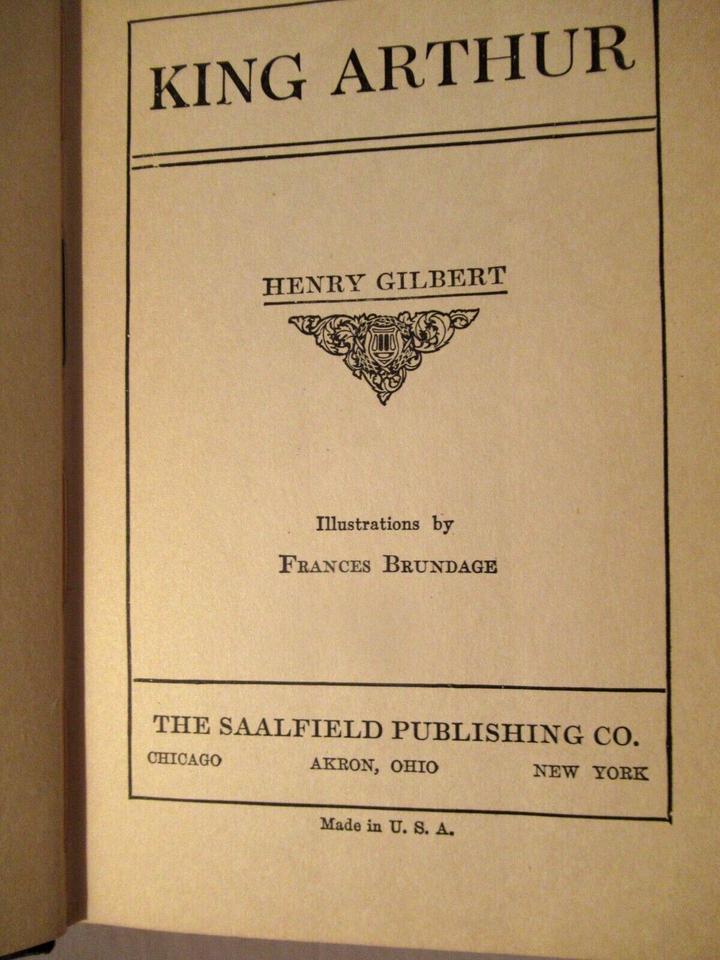 KING ARTHUR
HENRY GILBERT
Illustrations by
FRANCES BRUNDAGE
THE SAALFIELD PUBLISHING CO.
CHICAGO AKRON, OHIO NEW YORK
Made in U. S. A.